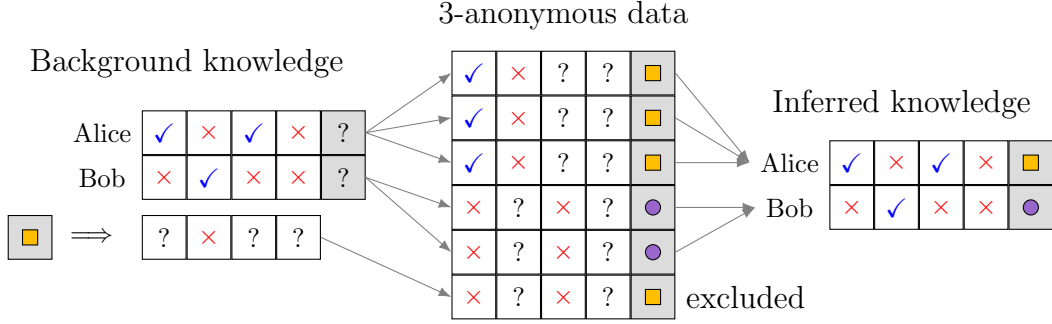 3-anonymous data
Background knowledge
Inferred knowledge
✓ × ? ?
✓ × ? ?
✓ × ? ?
× ? × ?
× ? × ?
× ? × ? excluded
Alice ✓ × ✓ × ?
Bob × ✓ × × ?
⟹ ? × ? ?
Alice ✓ × ✓ ×
Bob × ✓ × ×